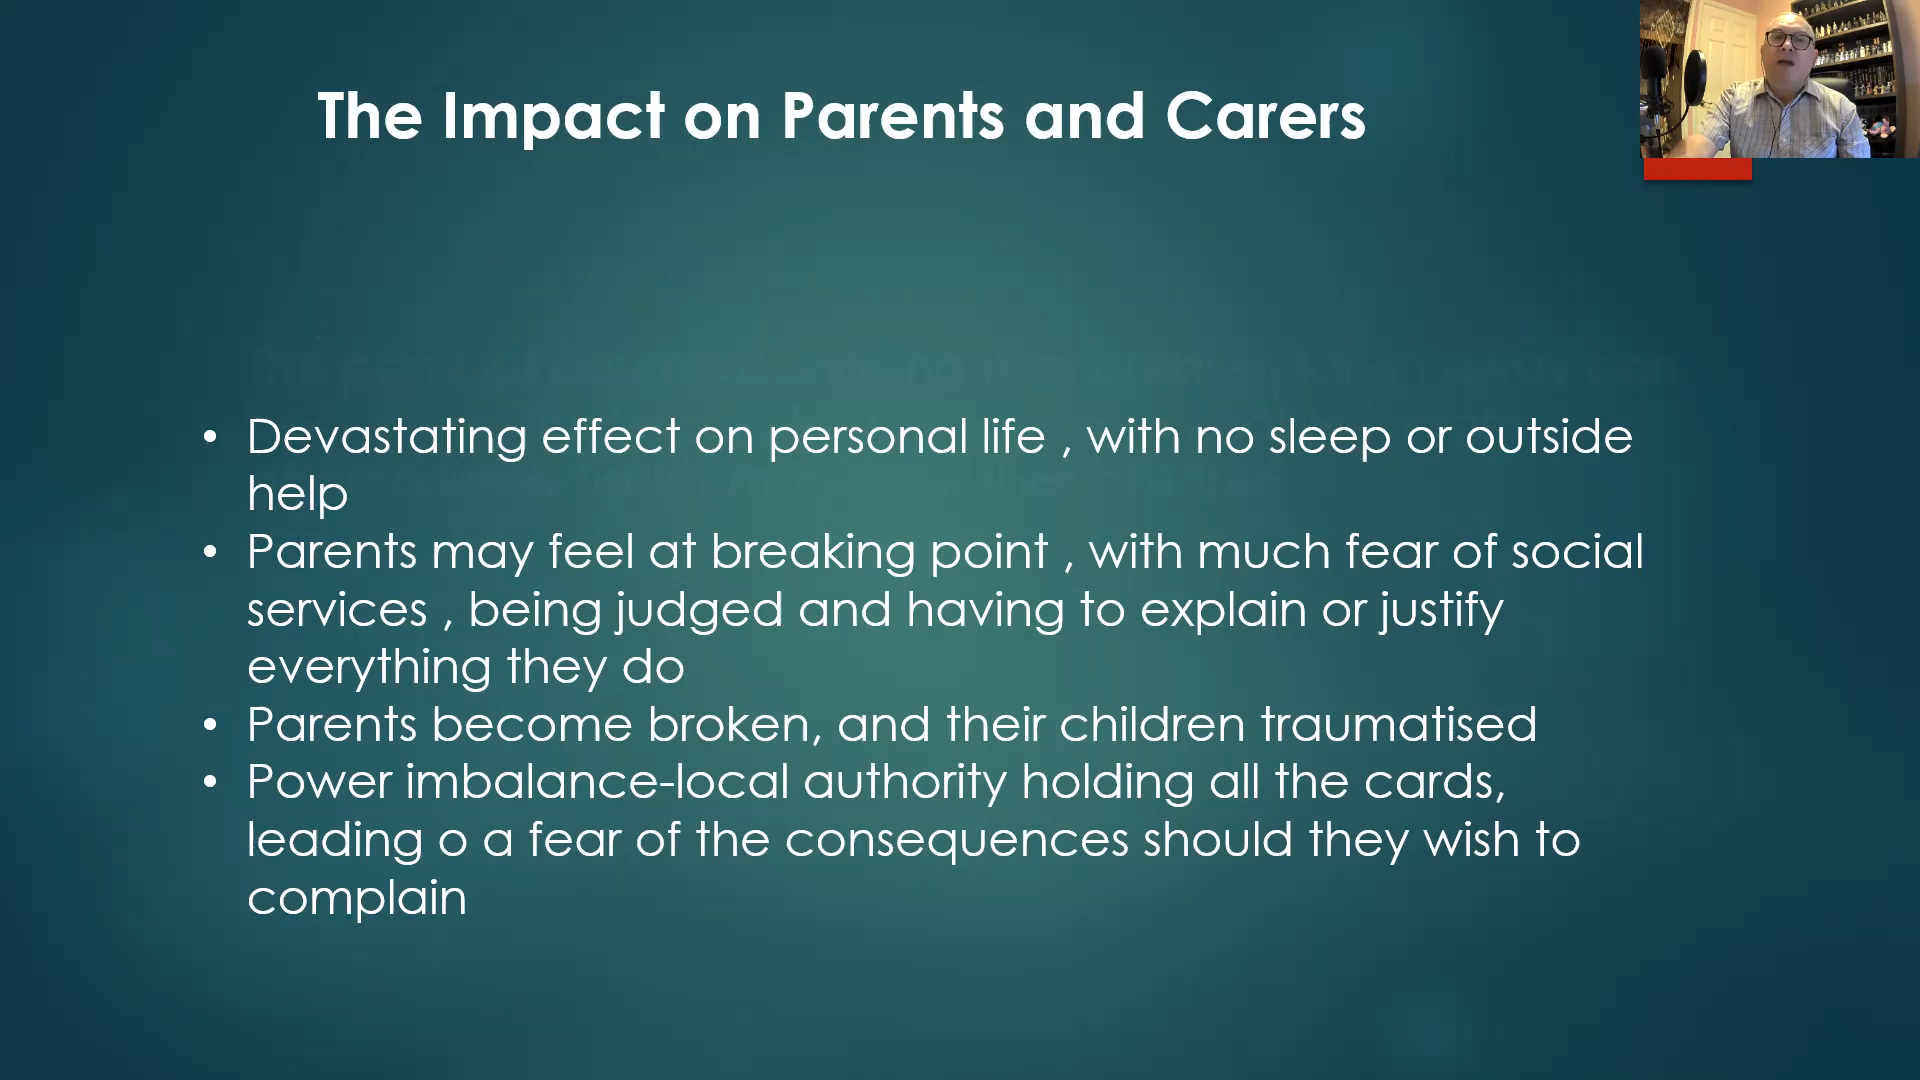 The Impact on Parents and Carers
• Devastating effect on personal life , with no sleep or outside
help
• Parents may feel at breaking point , with much fear of social
services , being judged and having to explain or justify
everything they do
• Parents become broken, and their children traumatised
• Power imbalance-local authority holding all the cards,
leading o a fear of the consequences should they wish to
complain